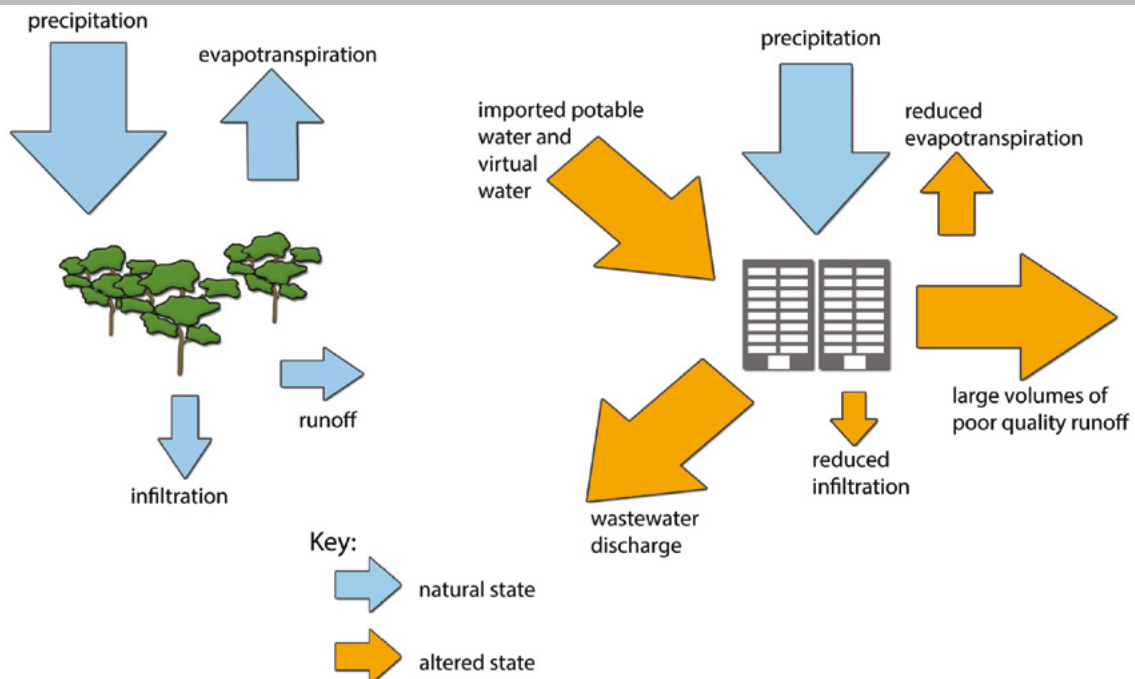 precipitation
evapotranspiration
runoff
infiltration
precipitation
imported potable
water and
virtual
water
reduced
evapotranspiration
large volumes of
poor quality runoff
reduced
infiltration
wastewater
discharge
Key:
natural state
altered state